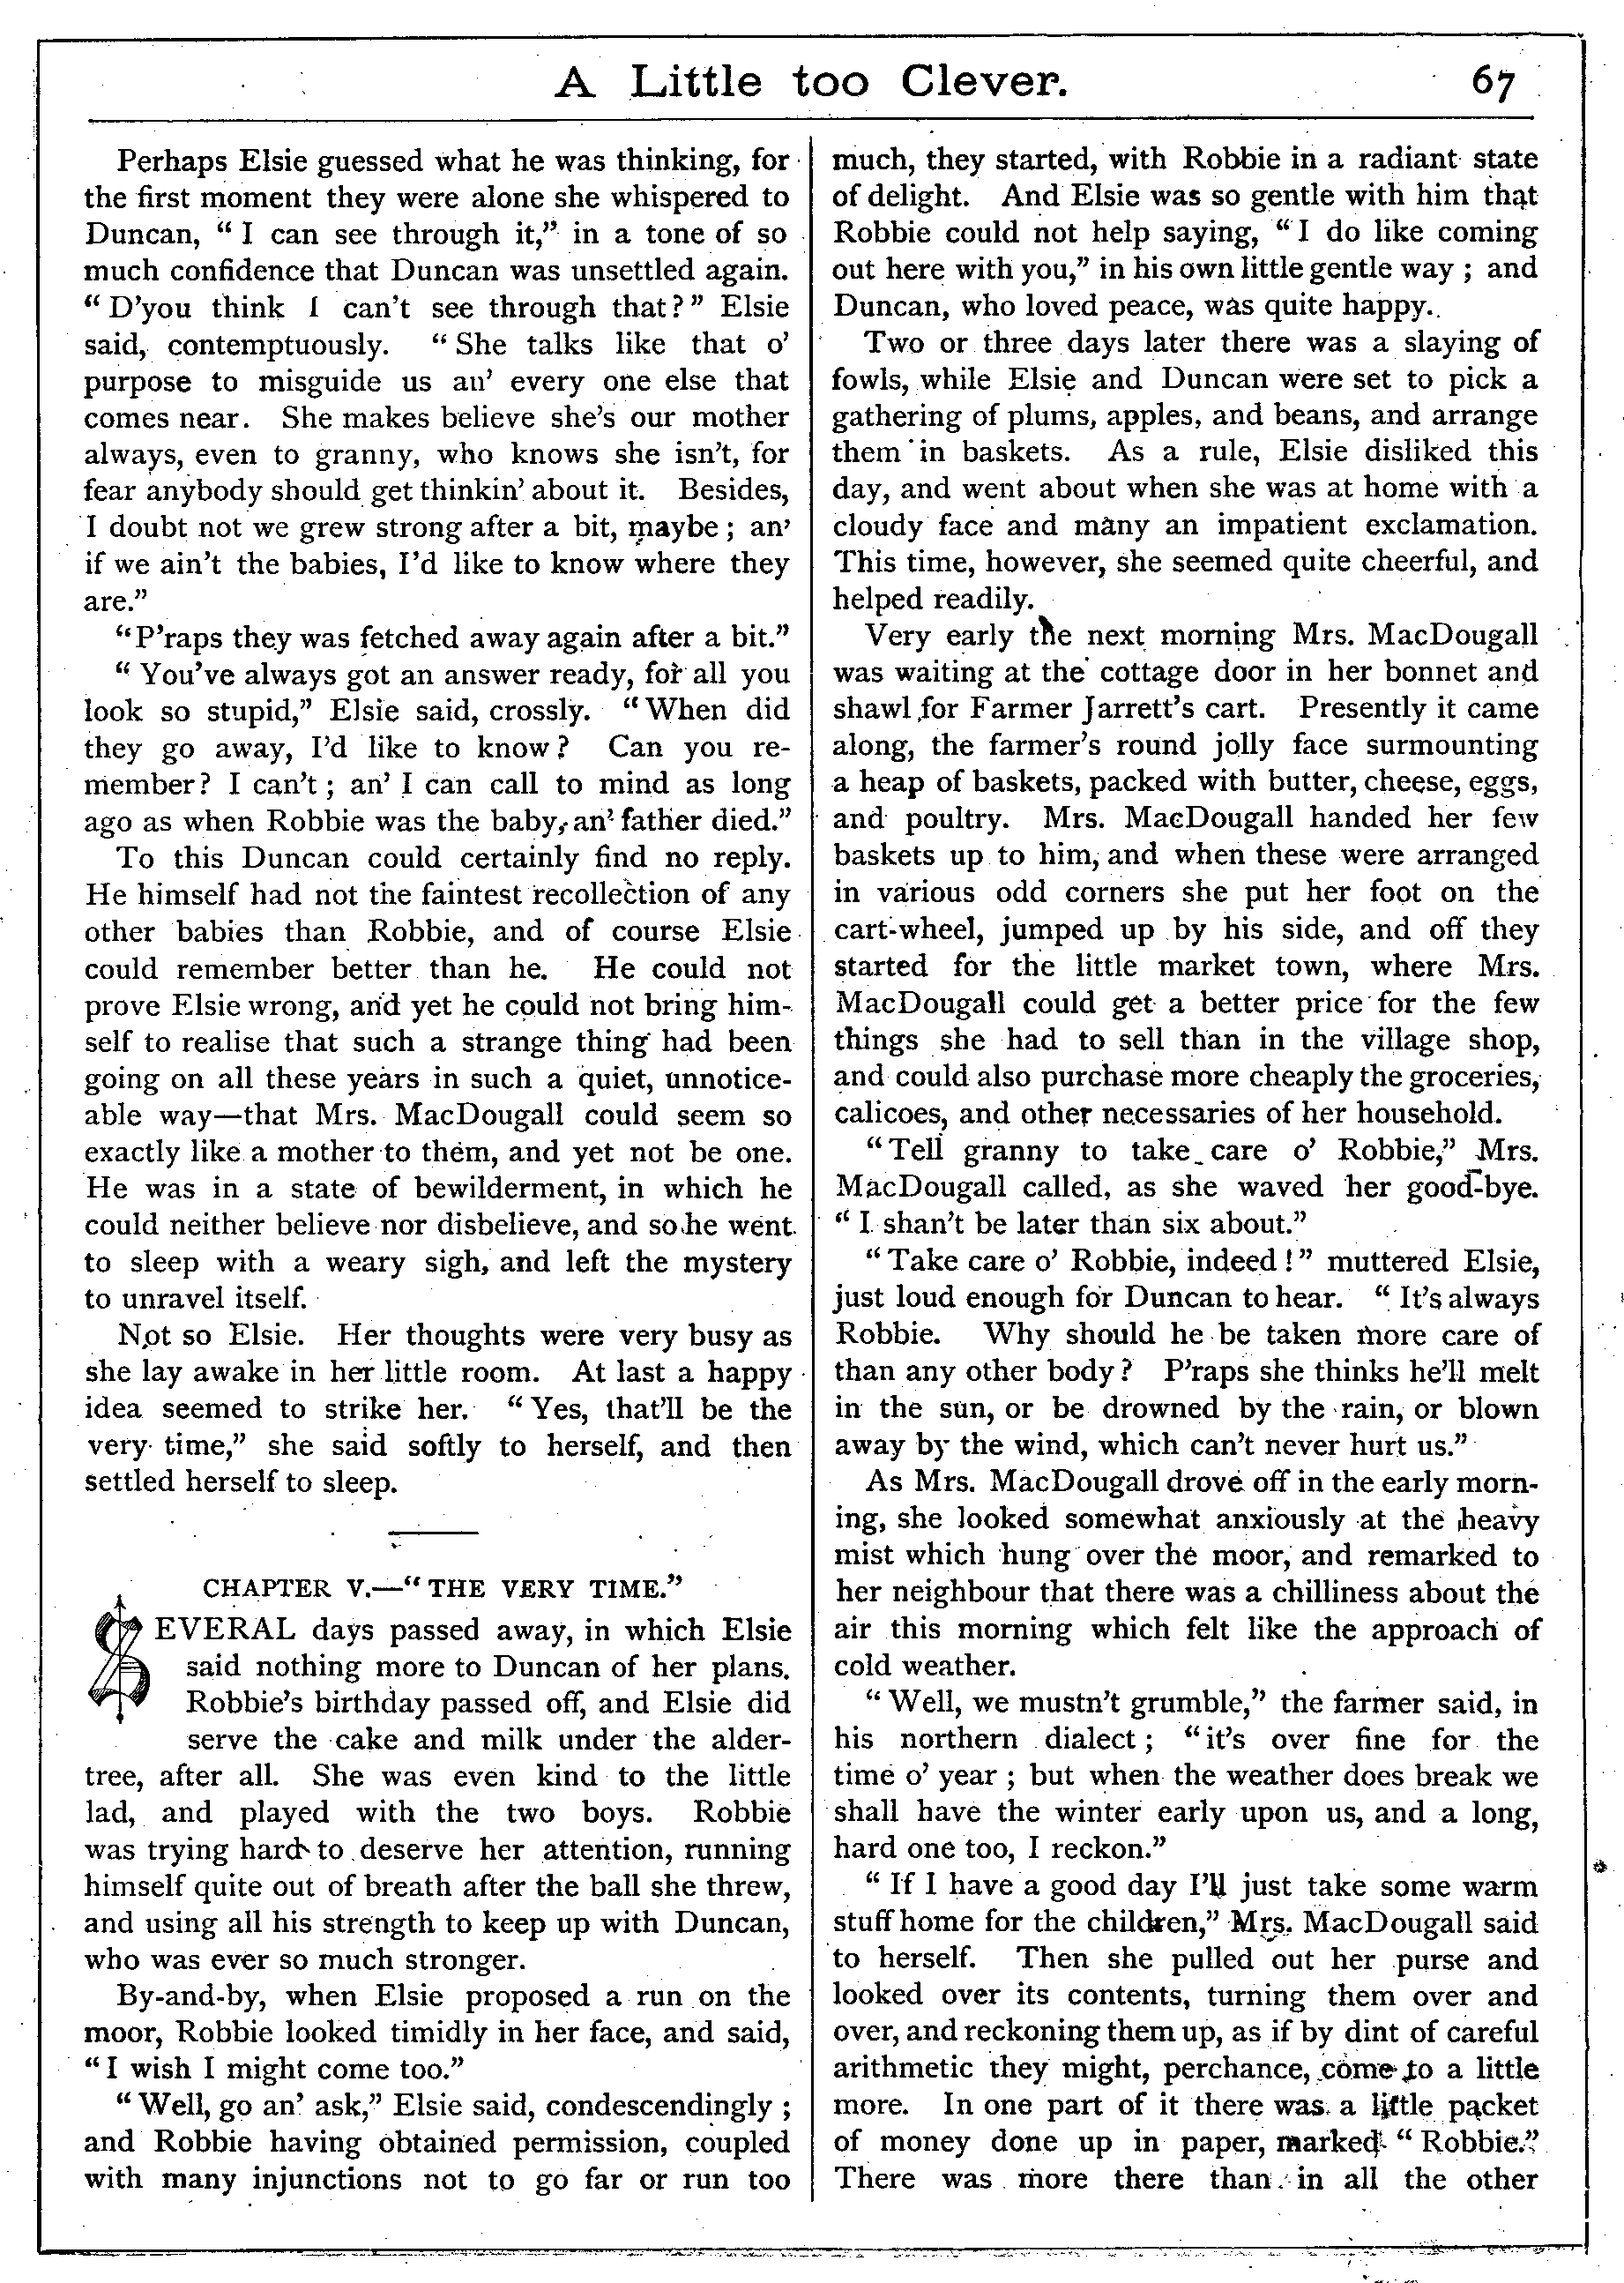 A Little too Clever. 67
Perhaps Elsie guessed what he was thinking, for
the first moment they were alone she whispered to
Duncan, “I can see through it,” in a tone of so
much confidence that Duncan was unsettled again.
“D'you think I can't see through that?” Elsie
said, contemptuously. “She talks like that o'
purpose to misguide us an' every one else that
comes near. She makes believe she's our mother
always, even to granny, who knows she isn't, for
fear anybody should get thinkin' about it. Besides,
I doubt not we grew strong after a bit, maybe; an'
if we ain't the babies, I'd like to know where they
are.”
“P'raps they was fetched away again after a bit.”
“You've always got an answer ready, for all you
look so stupid,” Elsie said, crossly. “When did
they go away, I'd like to know? Can you re-
member? I can't; an' I can call to mind as long
ago as when Robbie was the baby, an' father died.”
To this Duncan could certainly find no reply.
He himself had not the faintest recollection of any
other babies than Robbie, and of course Elsie
could remember better than he. He could not
prove Elsie wrong, and yet he could not bring him-
self to realise that such a strange thing had been
going on all these years in such a quiet, unnotice-
able way—that Mrs. MacDougall could seem so
exactly like a mother to them, and yet not be one.
He was in a state of bewilderment, in which he
could neither believe nor disbelieve, and so he went
to sleep with a weary sigh, and left the mystery
to unravel itself.
Not so Elsie. Her thoughts were very busy as
she lay awake in her little room. At last a happy
idea seemed to strike her. “Yes, that'll be the
very time,” she said softly to herself, and then
settled herself to sleep.
CHAPTER V.—“THE VERY TIME.”
SEVERAL days passed away, in which Elsie
said nothing more to Duncan of her plans.
Robbie's birthday passed off, and Elsie did
serve the cake and milk under the alder-
tree, after all. She was even kind to the little
lad, and played with the two boys. Robbie
was trying hard to deserve her attention, running
himself quite out of breath after the ball she threw,
and using all his strength to keep up with Duncan,
who was ever so much stronger.
By-and-by, when Elsie proposed a run on the
moor, Robbie looked timidly in her face, and said,
“I wish I might come too.”
“Well, go an' ask,” Elsie said, condescendingly;
and Robbie having obtained permission, coupled
with many injunctions not to go far or run too
much, they started, with Robbie in a radiant state
of delight. And Elsie was so gentle with him that
Robbie could not help saying, “I do like coming
out here with you,” in his own little gentle way; and
Duncan, who loved peace, was quite happy.
Two or three days later there was a slaying of
fowls, while Elsie and Duncan were set to pick a
gathering of plums, apples, and beans, and arrange
them in baskets. As a rule, Elsie disliked this
day, and went about when she was at home with a
cloudy face and many an impatient exclamation.
This time, however, she seemed quite cheerful, and
helped readily.
Very early the next morning Mrs. MacDougall
was waiting at the cottage door in her bonnet and
shawl for Farmer Jarrett's cart. Presently it came
along, the farmer's round jolly face surmounting
a heap of baskets, packed with butter, cheese, eggs,
and poultry. Mrs. MacDougall handed her few
baskets up to him, and when these were arranged
in various odd corners she put her foot on the
cart-wheel, jumped up by his side, and off they
started for the little market town, where Mrs.
MacDougall could get a better price for the few
things she had to sell than in the village shop,
and could also purchase more cheaply the groceries,
calicoes, and other necessaries of her household.
“Tell granny to take care o' Robbie,” Mrs.
MacDougall called, as she waved her good-bye.
“I shan't be later than six about.”
“Take care o' Robbie, indeed!” muttered Elsie,
just loud enough for Duncan to hear. “It's always
Robbie. Why should he be taken more care of
than any other body? P'raps she thinks he'll melt
in the sun, or be drowned by the rain, or blown
away by the wind, which can't never hurt us.”
As Mrs. MacDougall drove off in the early morn-
ing, she looked somewhat anxiously at the heavy
mist which hung over the moor, and remarked to
her neighbour that there was a chilliness about the
air this morning which felt like the approach of
cold weather.
“Well, we mustn't grumble,” the farmer said, in
his northern dialect; “it's over fine for the
time o' year; but when the weather does break we
shall have the winter early upon us, and a long,
hard one too, I reckon.”
“If I have a good day I'll just take some warm
stuff home for the children,” Mrs. MacDougall said
to herself. Then she pulled out her purse and
looked over its contents, turning them over and
over, and reckoning them up, as if by dint of careful
arithmetic they might, perchance, come to a little
more. In one part of it there was a little packet
of money done up in paper, marked “Robbie.”
There was more there than in all the other